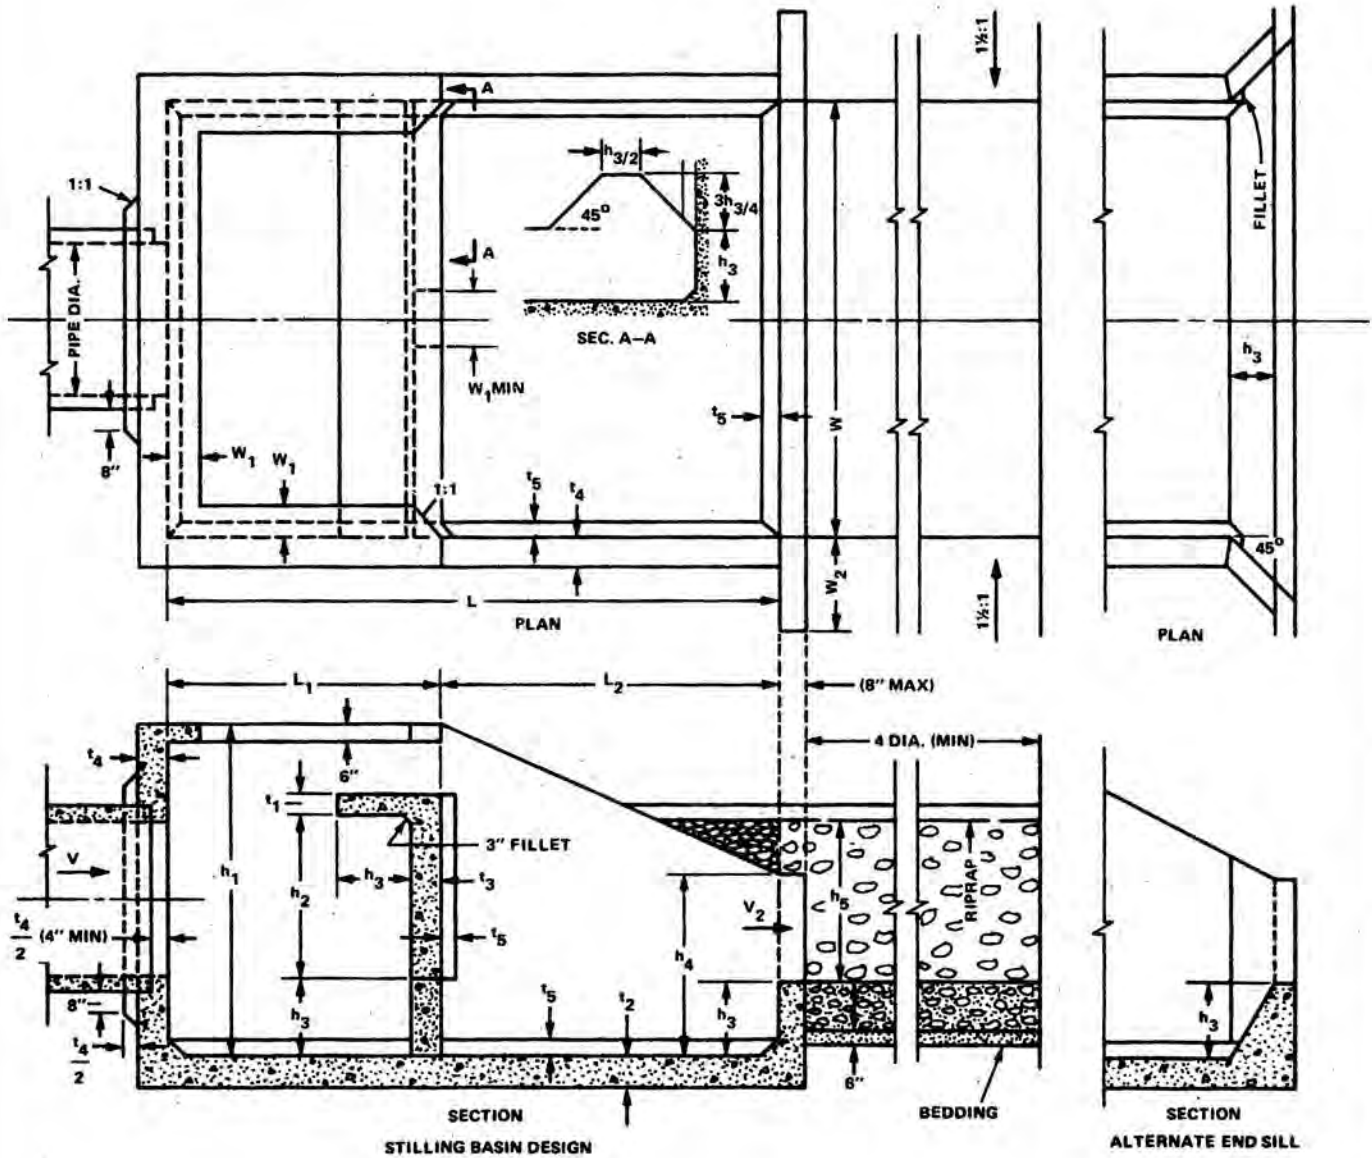 1½:1
A
h3/2
1:1
3h3/4
45°
FILLET
h3
A
PIPE DIA.
SEC. A–A
h3
W1 MIN
t5
W
8"
W1
W1
1:1
t5
t4
45°
W2
L
1½:1
PLAN
PLAN
L1
L2
(8" MAX)
4 DIA. (MIN)
t4
6"
t1
3" FILLET
V
h1
h2
h3
t3
h5
RIPRAP
t4/2 (4" MIN)
V2
t5
h4
8"
h3
t5
t2
h3
h3
t4/2
6"
SECTION
BEDDING
SECTION
STILLING BASIN DESIGN
ALTERNATE END SILL